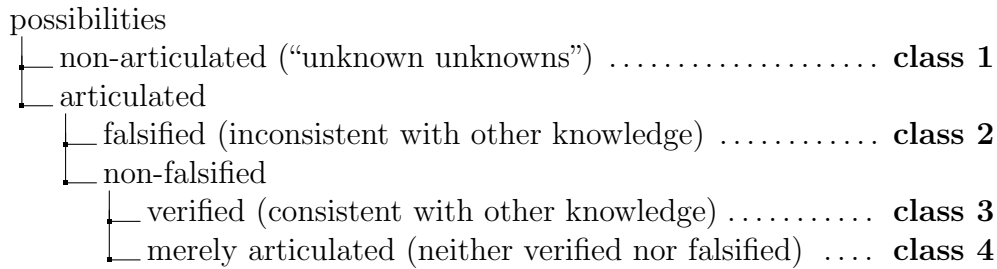 possibilities
non-articulated (“unknown unknowns”) ..................... class 1
articulated
falsified (inconsistent with other knowledge) ............ class 2
non-falsified
verified (consistent with other knowledge) ........... class 3
merely articulated (neither verified nor falsified) .... class 4